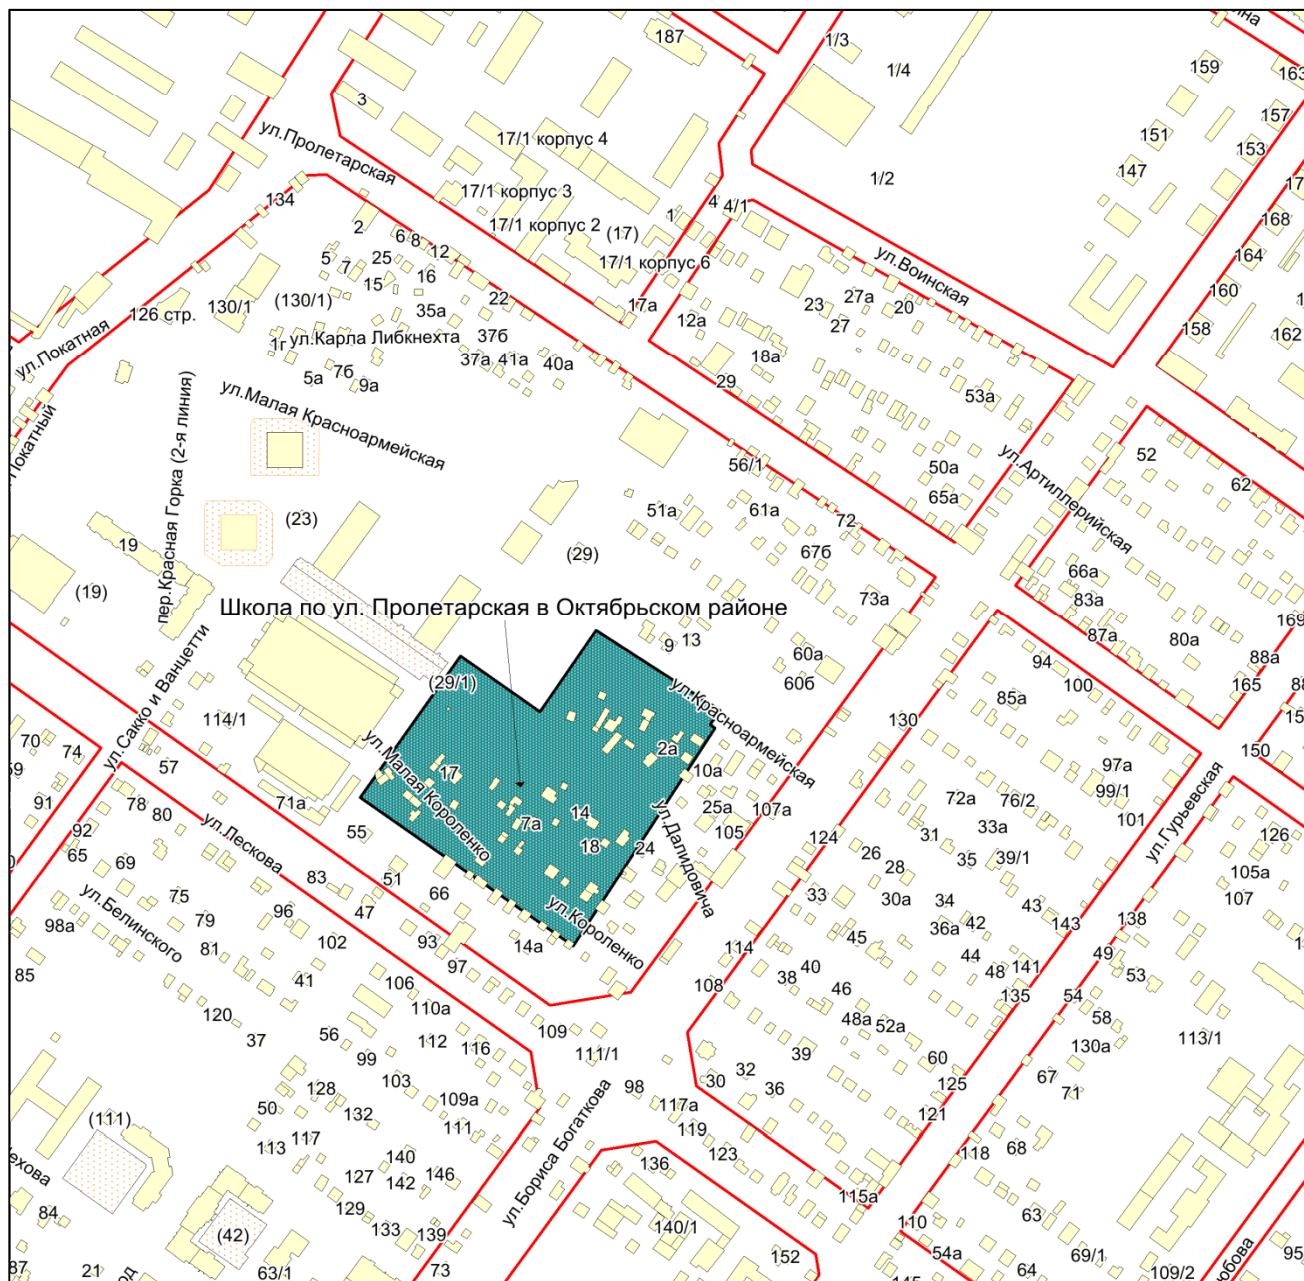 187
1/3
1/4
159
163
157
151
153
147
3
ул.Пролетарская
17/1 корпус 4
1/2
17/1 корпус 3
134
17/1 корпус 2
(17)
1
4
4/1
168
2
6
8
12
5
7
25
15
16
17/1 корпус 6
ул.Воинская
164
160
126 стр.
130/1
(130/1)
35а
22
17а
12а
23
27а
27
20
158
162
ул.Покатная
ул.Карла Либкнехта
1г
37б
37а
41а
40а
18а
5а
7б
9а
29
53а
ул.Малая Красноармейская
пер.Красная Горка (2-я линия)
56/1
50а
65а
ул.Артиллерийская
52
62
19
(23)
51а
61а
72
67б
(29)
66а
83а
(19)
73а
87а
80а
169
Школа по ул. Пролетарская в Октябрьском районе
9
13
60а
60б
94
100
88а
165
85а
(29/1)
ул.Красноармейская
130
150
ул.Сакко и Ванцетти
114/1
70
74
57
2а
10а
97а
99/1
101
ул.Гурьевская
91
78
80
71а
ул.Малая Короленко
17
7а
14
18
25а
105
107а
72а
76/2
33а
92
65
69
ул.Лескова
55
24
ул.Дапидовича
124
31
35
39/1
26
28
126
105а
107
75
79
83
51
47
66
33
30а
34
36а
42
43
143
138
ул.Белинского
98а
81
96
102
93
97
14а
ул.Короленко
114
45
44
48
141
49
53
85
41
106
110а
108
38
40
46
48а
52а
135
54
58
120
37
56
99
112
116
109
111/1
39
60
130а
113/1
103
98
30
32
36
125
121
67
71
50
128
132
109а
111
117а
119
(111)
113
117
ул.Бориса Богаткова
123
118
68
127
140
142
146
136
115а
84
129
133
139
(42)
140/1
110
63
87
21
63/1
73
152
54а
64
69/1
109/2